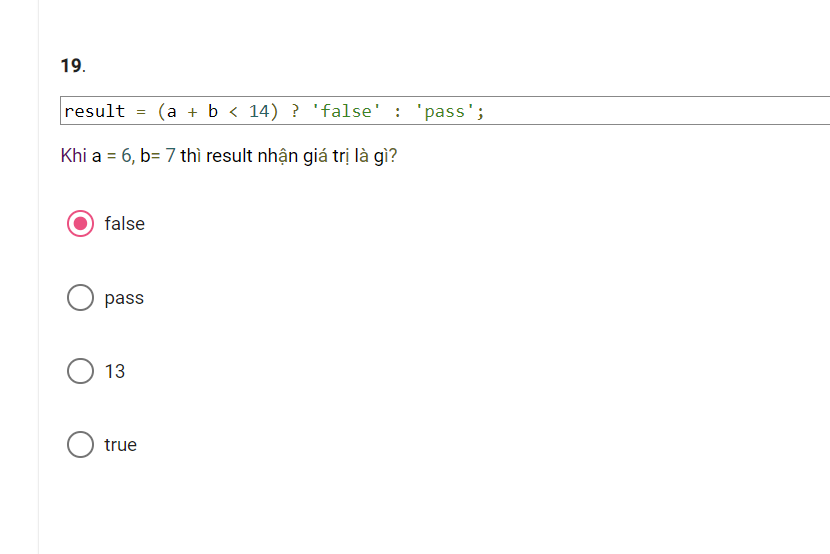 19.
result = (a + b < 14) ? 'false' : 'pass';
Khi a = 6, b= 7 thì result nhận giá trị là gì?
false
pass
13
true